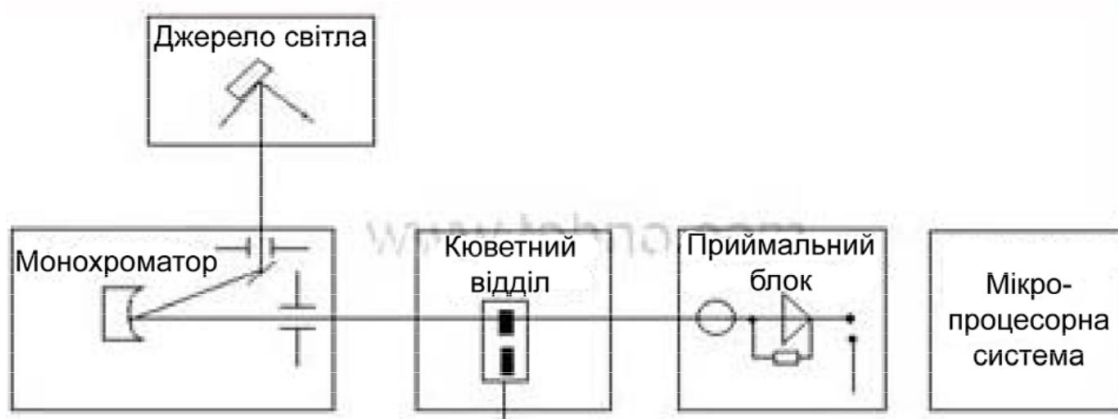 Джерело світла
Монохроматор
Кюветний
відділ
Приймальний
блок
Мікро-
процесорна
система